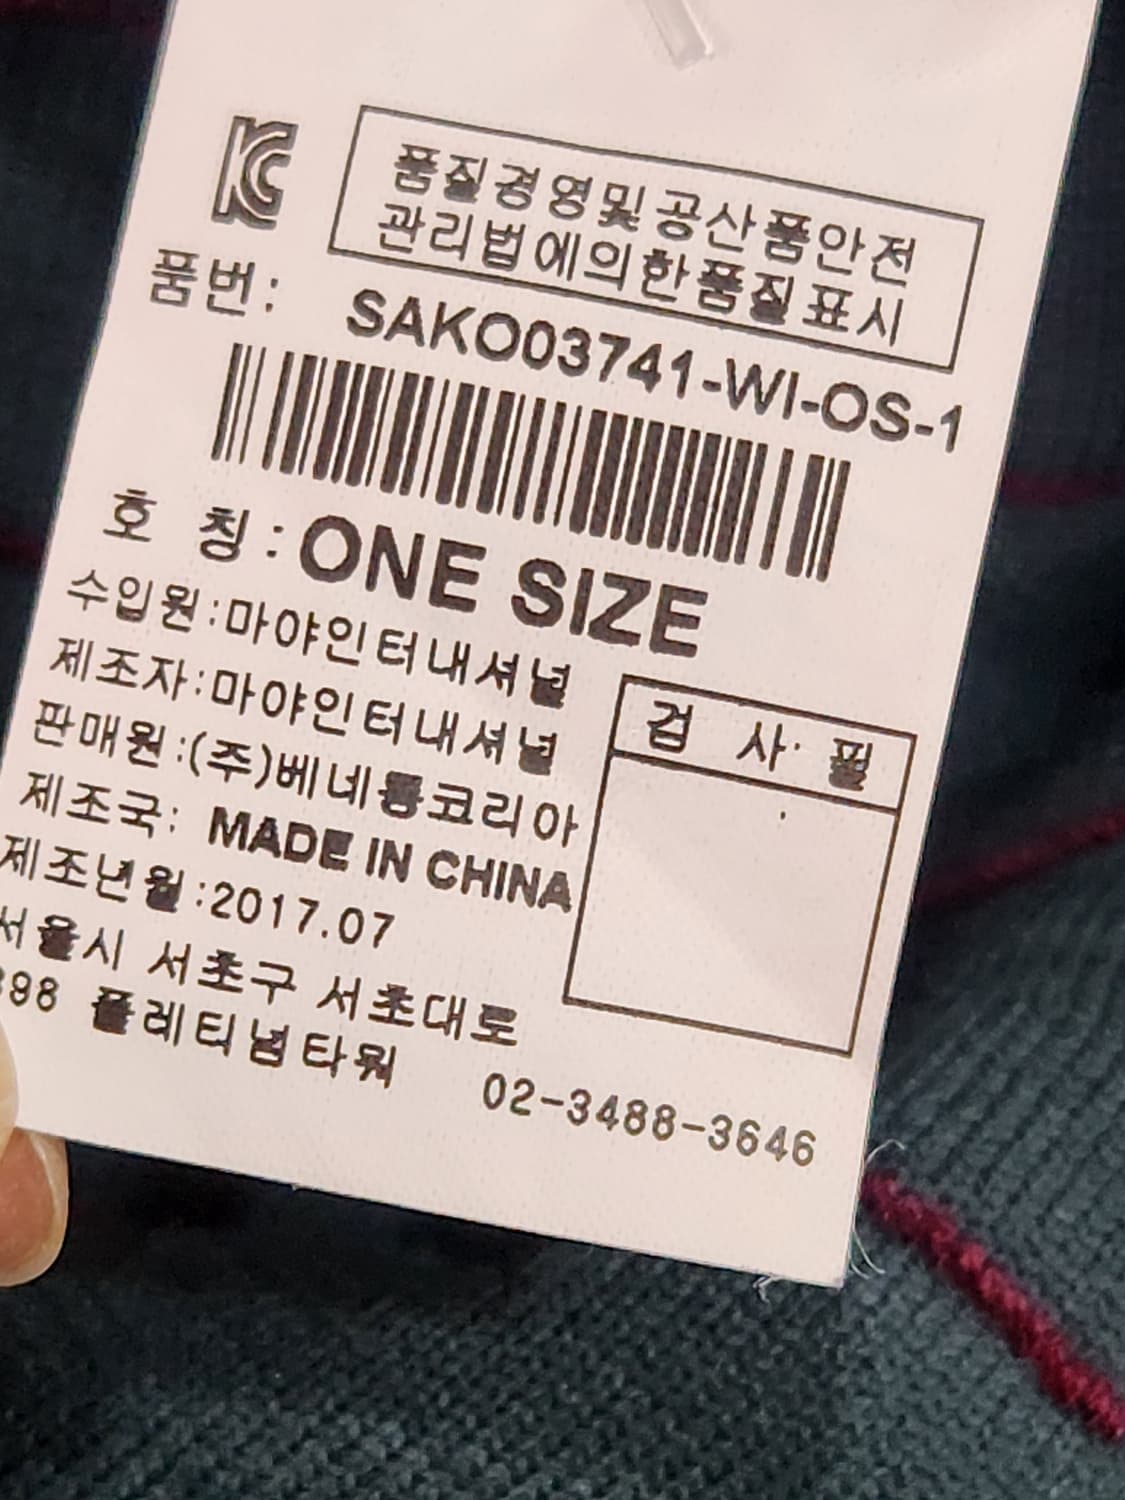 KC
품질경영및공산품안전
관리법에의한품질표시
품번: SAKO03741-WI-OS-1
호 칭:ONE SIZE
수입원:마야인터내셔널
제조자:마야인터내셔널
판매원:(주)베네통코리아
제조국: MADE IN CHINA
제조년월:2017.07
서울시 서초구 서초대로
398 플레티넘타워
02-3488-3646
검 사 필